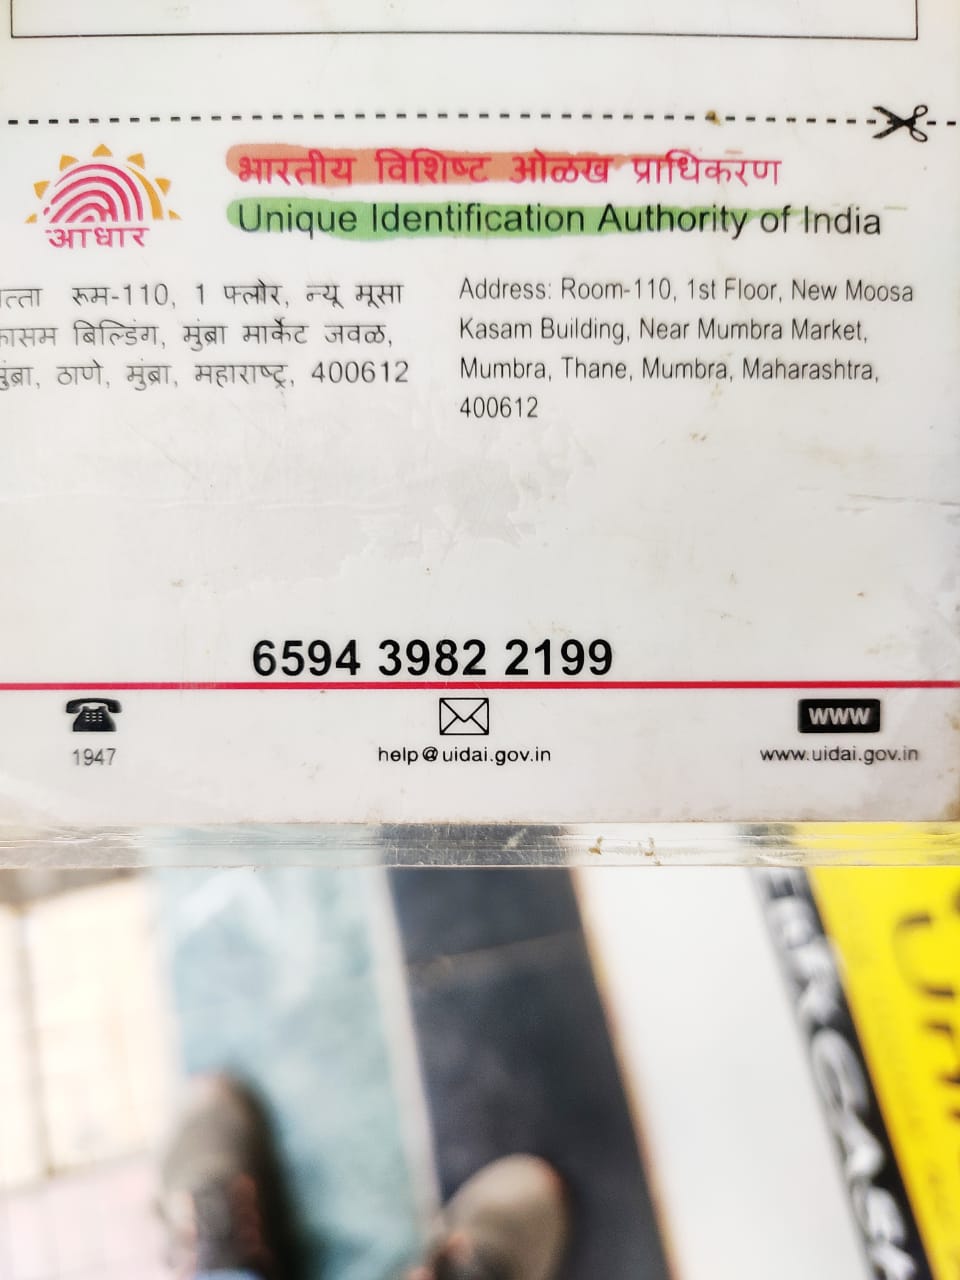 भारतीय विशिष्ट ओळख प्राधिकरण
Unique Identification Authority of India
आधार
रूम-110, 1 फ्लोर, न्यू मूसा
बिल्डिंग, मुंब्रा मार्केट जवळ,
ठाणे, मुंब्रा, महाराष्ट्र, 400612
Address: Room-110, 1st Floor, New Moosa
Kasam Building, Near Mumbra Market,
Mumbra, Thane, Mumbra, Maharashtra,
400612
6594 3982 2199
1947
help@uidai.gov.in
www
www.uidai.gov.in